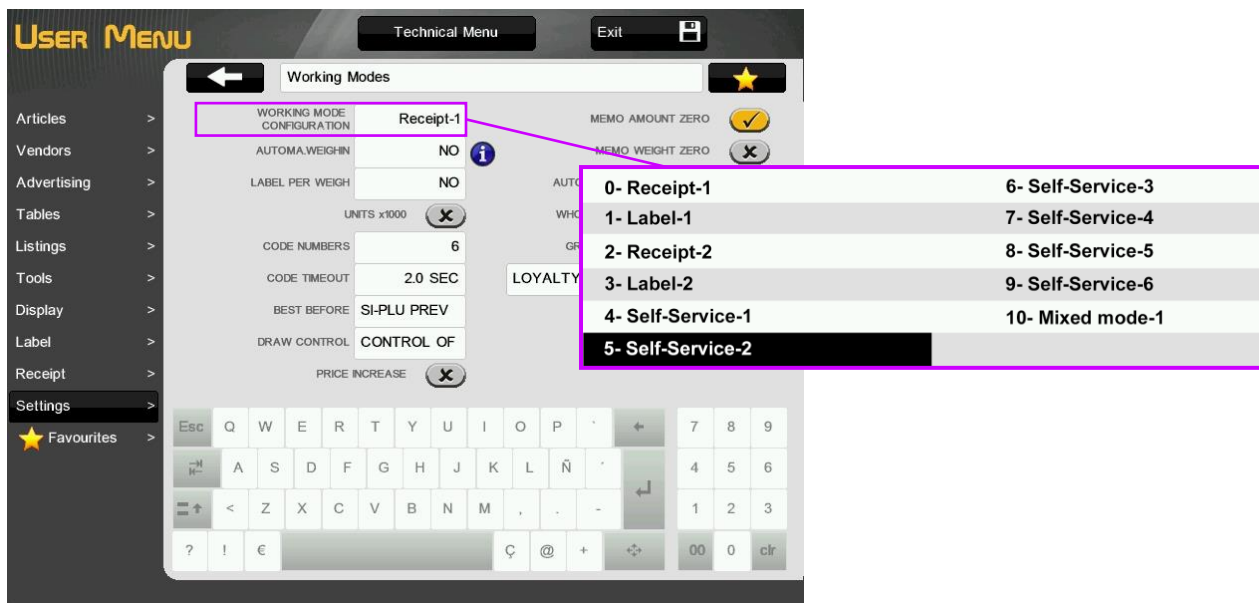 USER MENU
Technical Menu
Exit
Working Modes
Articles >
Vendors >
Advertising >
Tables >
Listings >
Tools >
Display >
Label >
Receipt >
Settings >
Favourites >
WORKING MODE
CONFIGURATION Receipt-1
AUTOMA.WEIGHIN NO
LABEL PER WEIGH NO
UNITS x1000
CODE NUMBERS 6
CODE TIMEOUT 2.0 SEC
BEST BEFORE SI-PLU PREV
DRAW CONTROL CONTROL OF
PRICE INCREASE
MEMO AMOUNT ZERO
MEMO WEIGHT ZERO
LOYALTY
0- Receipt-1
1- Label-1
2- Receipt-2
3- Label-2
4- Self-Service-1
5- Self-Service-2
6- Self-Service-3
7- Self-Service-4
8- Self-Service-5
9- Self-Service-6
10- Mixed mode-1
Esc Q W E R T Y U I O P ` 7 8 9
A S D F G H J K L Ñ ´ 4 5 6
< Z X C V B N M , . - 1 2 3
? ! € Ç @ + 00 0 clr